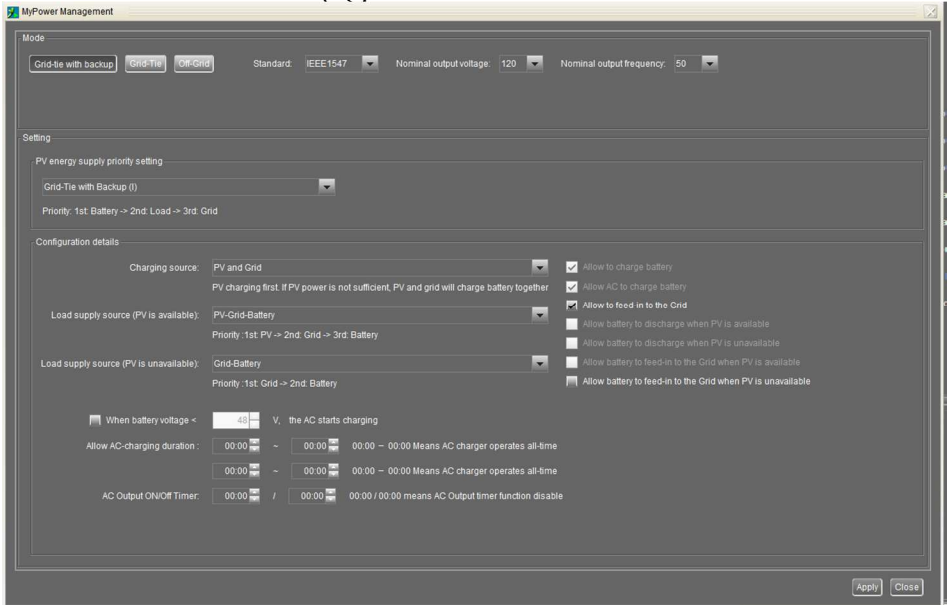 MyPower Management
Mode
Grid-tie with backup Grid-Tie Off-Grid Standard: IEEE1547 Nominal output voltage: 120 Nominal output frequency: 50
Setting
PV energy supply priority setting
Grid-Tie with Backup (I)
Priority: 1st: Battery -> 2nd: Load -> 3rd: Grid
Configuration details
Charging source: PV and Grid
PV charging first. If PV power is not sufficient, PV and grid will charge battery together
Load supply source (PV is available): PV-Grid-Battery
Priority :1st: PV -> 2nd: Grid -> 3rd: Battery
Load supply source (PV is unavailable): Grid-Battery
Priority :1st: Grid -> 2nd: Battery
Allow to charge battery
Allow AC to charge battery
Allow to feed-in to the Grid
Allow battery to discharge when PV is available
Allow battery to discharge when PV is unavailable
Allow battery to feed-in to the Grid when PV is available
Allow battery to feed-in to the Grid when PV is unavailable
When battery voltage < 48 V, the AC starts charging
Allow AC-charging duration : 00:00 ~ 00:00 00:00 ~ 00:00 Means AC charger operates all-time
00:00 ~ 00:00 00:00 ~ 00:00 Means AC charger operates all-time
AC Output ON/Off Timer: 00:00 / 00:00 00:00 / 00:00 means AC Output timer function disable
Apply Close